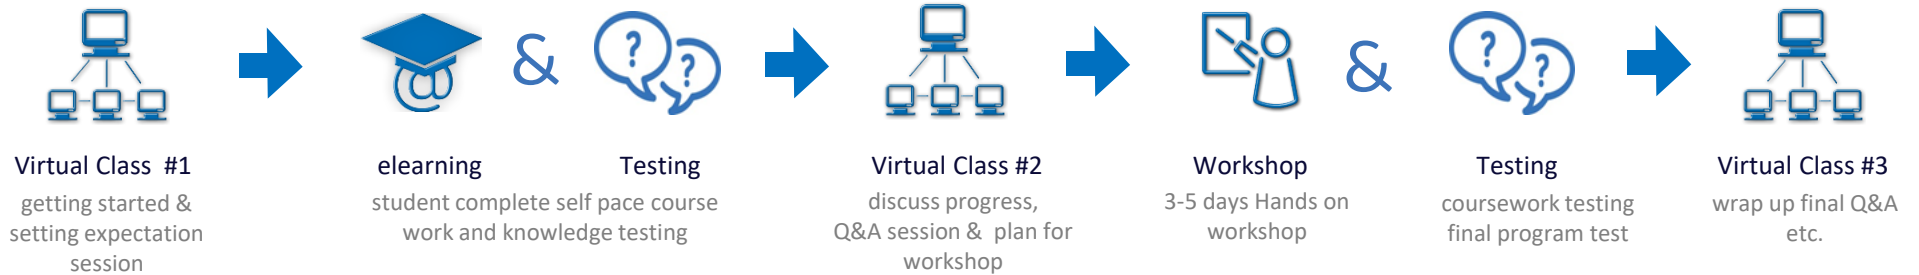 &
&
Virtual Class #1
getting started &
setting expectation
session
elearning
Testing
student complete self pace course
work and knowledge testing
Virtual Class #2
discuss progress,
Q&A session & plan for
workshop
Workshop
3-5 days Hands on
workshop
Testing
coursework testing
final program test
Virtual Class #3
wrap up final Q&A
etc.